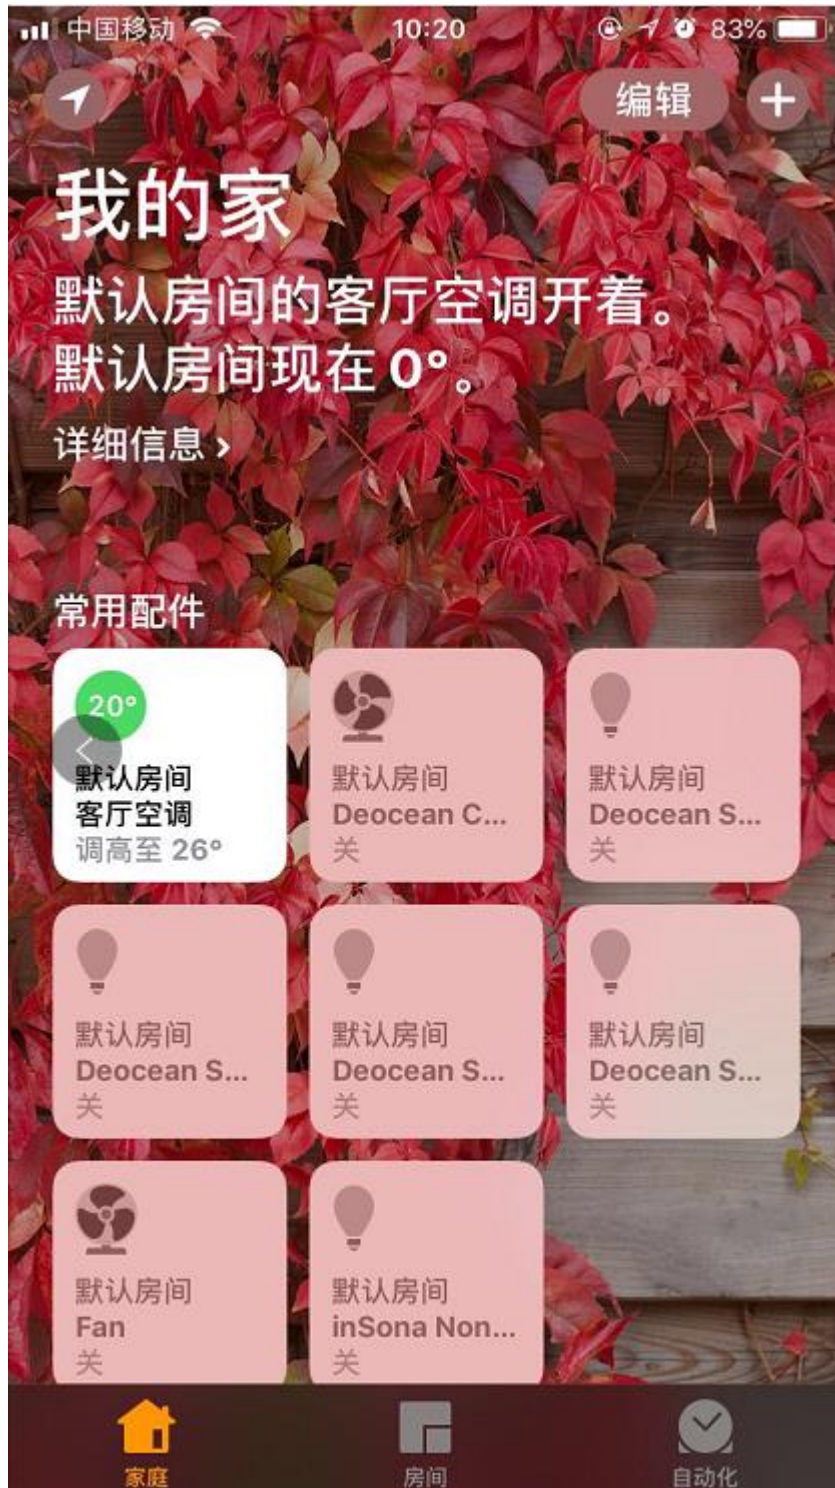 中国移动
10:20
83%
编辑
我的家
默认房间的客厅空调开着。
默认房间现在 0°。
详细信息 ›
常用配件
20°
默认房间
客厅空调
调高至 26°
默认房间
Deocean C...
关
默认房间
Deocean S...
关
默认房间
Deocean S...
关
默认房间
Deocean S...
关
默认房间
Deocean S...
关
默认房间
Fan
关
默认房间
inSona Non...
关
家庭
房间
自动化